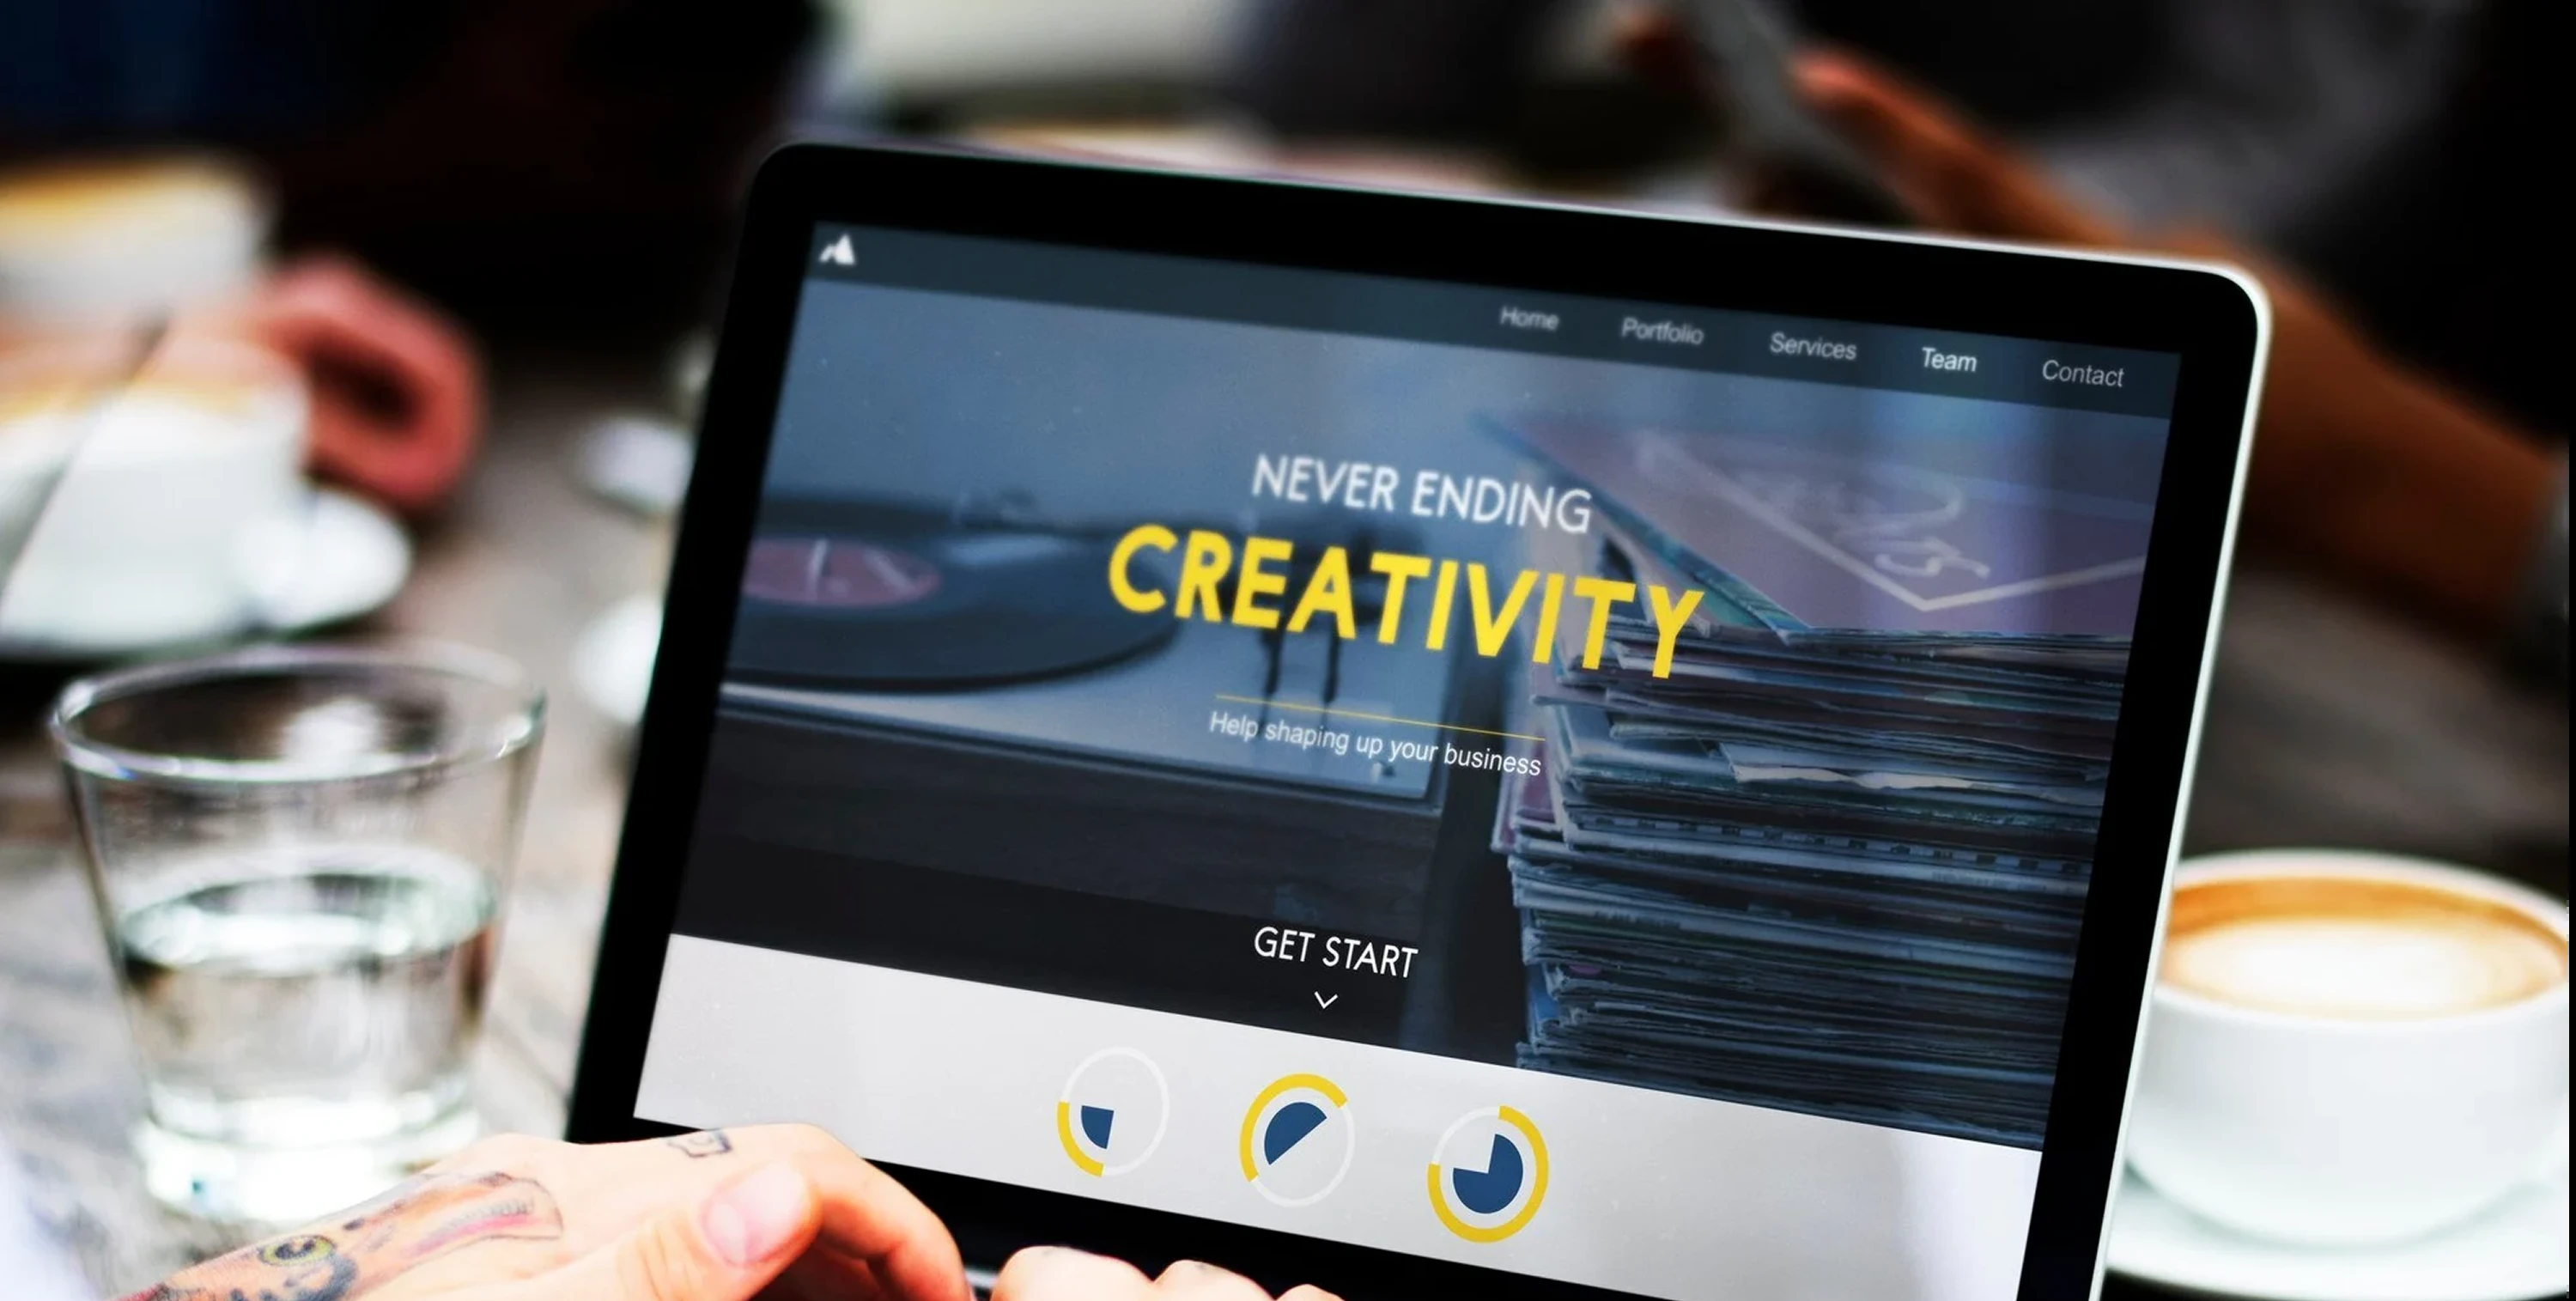 Home Portfolio Services Team Contact
NEVER ENDING
CREATIVITY
Help shaping up your business
GET START